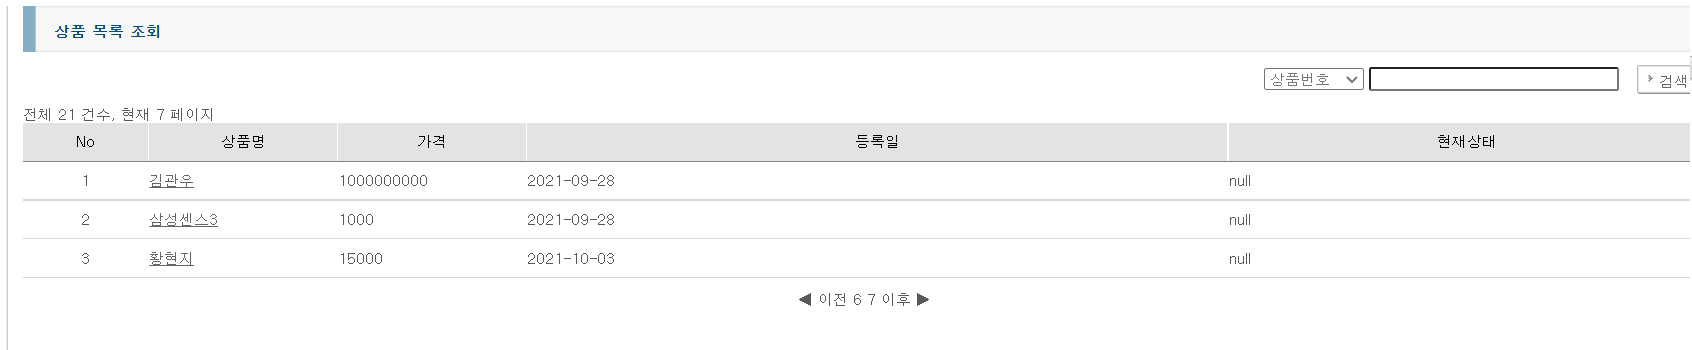 상품 목록 조회
상품번호 검색
전체 21 건수, 현재 7 페이지
No 상품명 가격 등록일 현재상태
1 김관우 1000000000 2021-09-28 null
2 삼성센스3 1000 2021-09-28 null
3 황현지 15000 2021-10-03 null
◀ 이전 6 7 이후 ▶